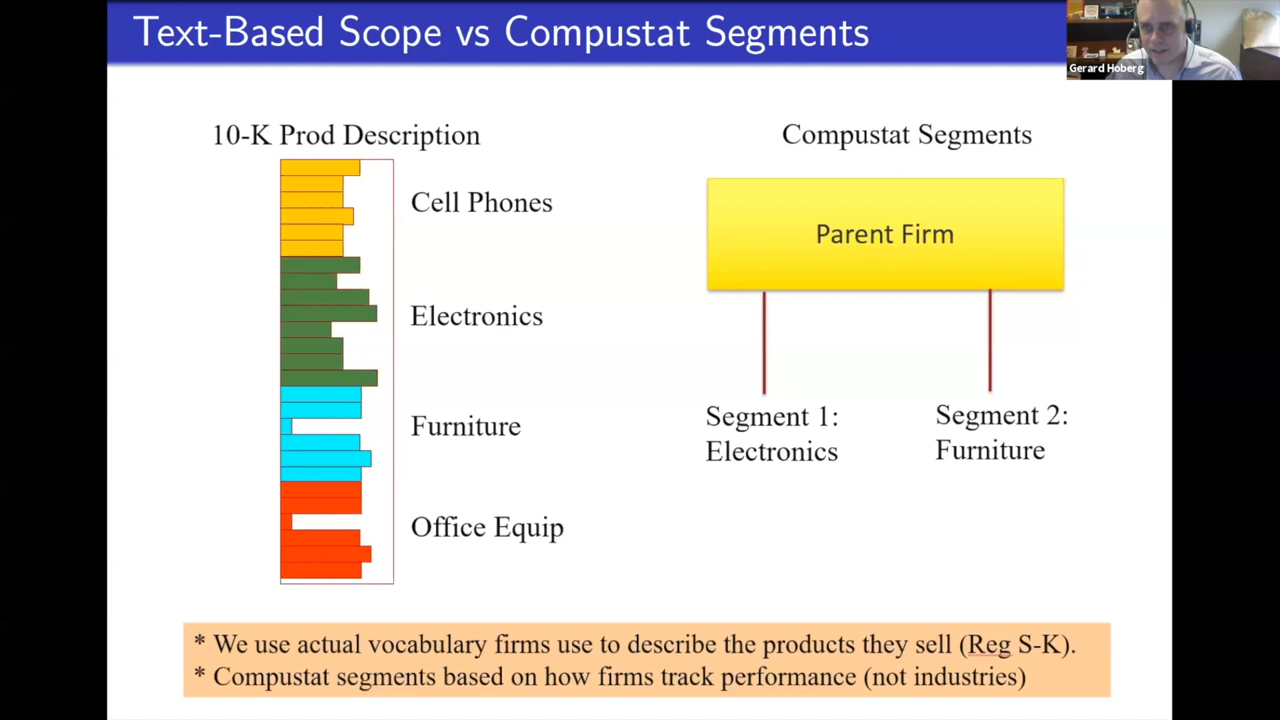 Text-Based Scope vs Compustat Segments
Gerard Hoberg
10-K Prod Description
Cell Phones
Electronics
Furniture
Office Equip
Compustat Segments
Parent Firm
Segment 1:
Electronics
Segment 2:
Furniture
* We use actual vocabulary firms use to describe the products they sell (Reg S-K).
* Compustat segments based on how firms track performance (not industries)